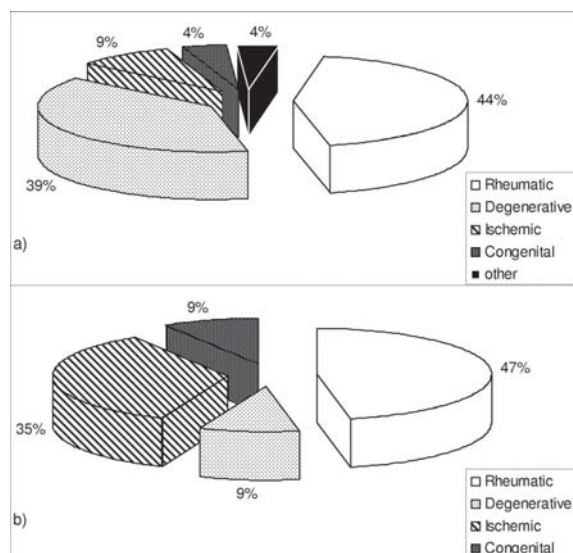 9%
4%
4%
44%
39%
Rheumatic
Degenerative
Ischemic
Congenital
other
a)
9%
47%
35%
9%
Rheumatic
Degenerative
Ischemic
Congenital
b)